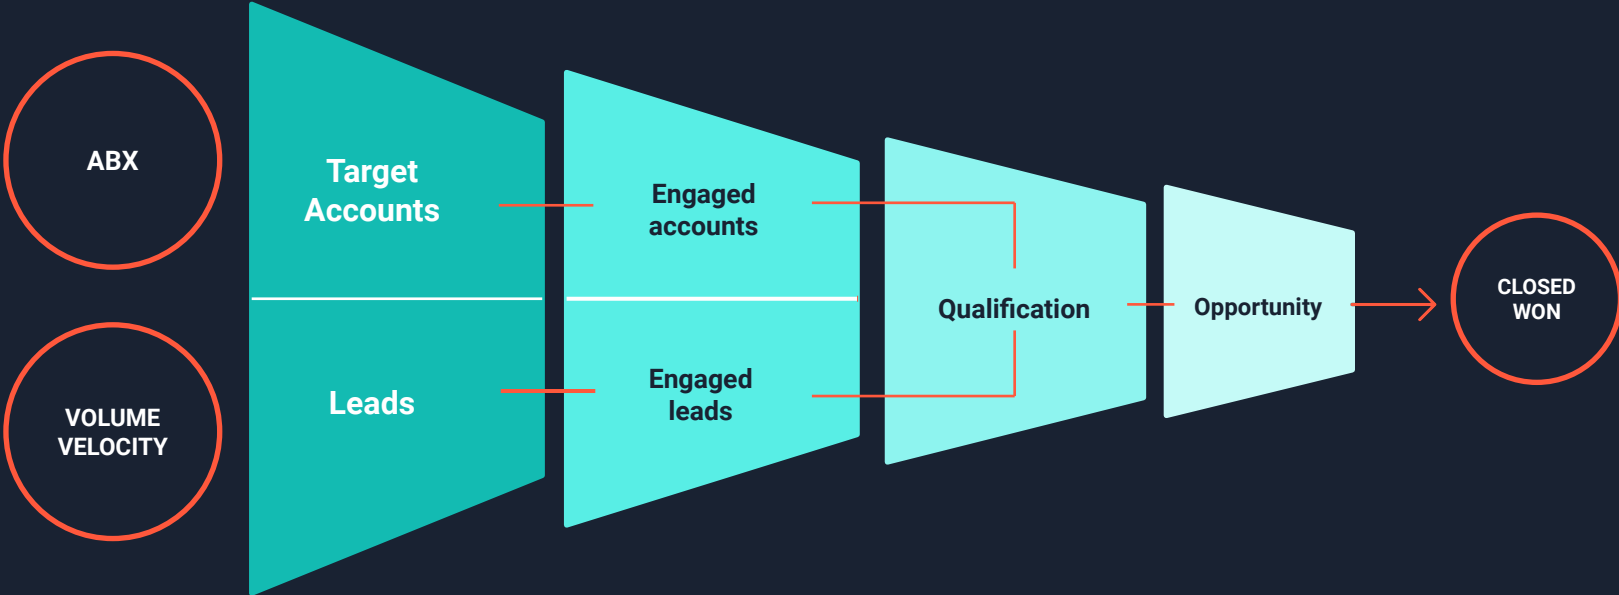 ABX
VOLUME
VELOCITY
Target
Accounts
Leads
Engaged
accounts
Engaged
leads
Qualification
Opportunity
CLOSED
WON